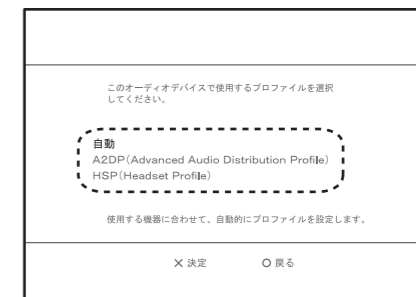 このオーディオデバイスで使用するプロファイルを選択
してください。
自動
A2DP(Advanced Audio Distribution Profile)
HSP(Headset Profile)
使用する機器に合わせて、自動的にプロファイルを設定します。
✕ 決定 ○ 戻る